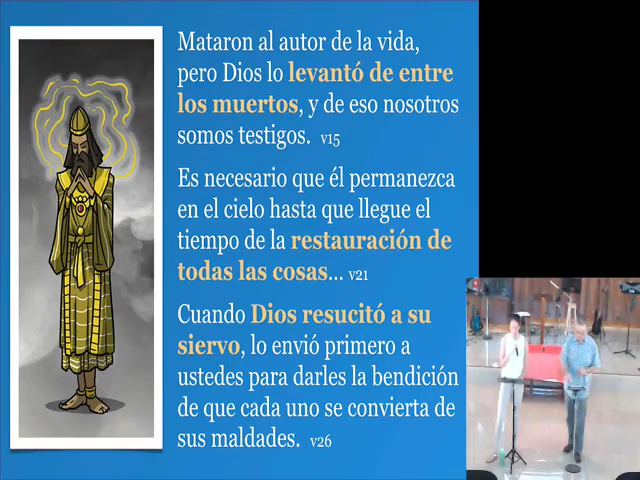 Mataron al autor de la vida,
pero Dios lo levantó de entre
los muertos, y de eso nosotros
somos testigos. v15
Es necesario que él permanezca
en el cielo hasta que llegue el
tiempo de la restauración de
todas las cosas... v21
Cuando Dios resucitó a su
siervo, lo envió primero a
ustedes para darles la bendición
de que cada uno se convierta de
sus maldades. v26